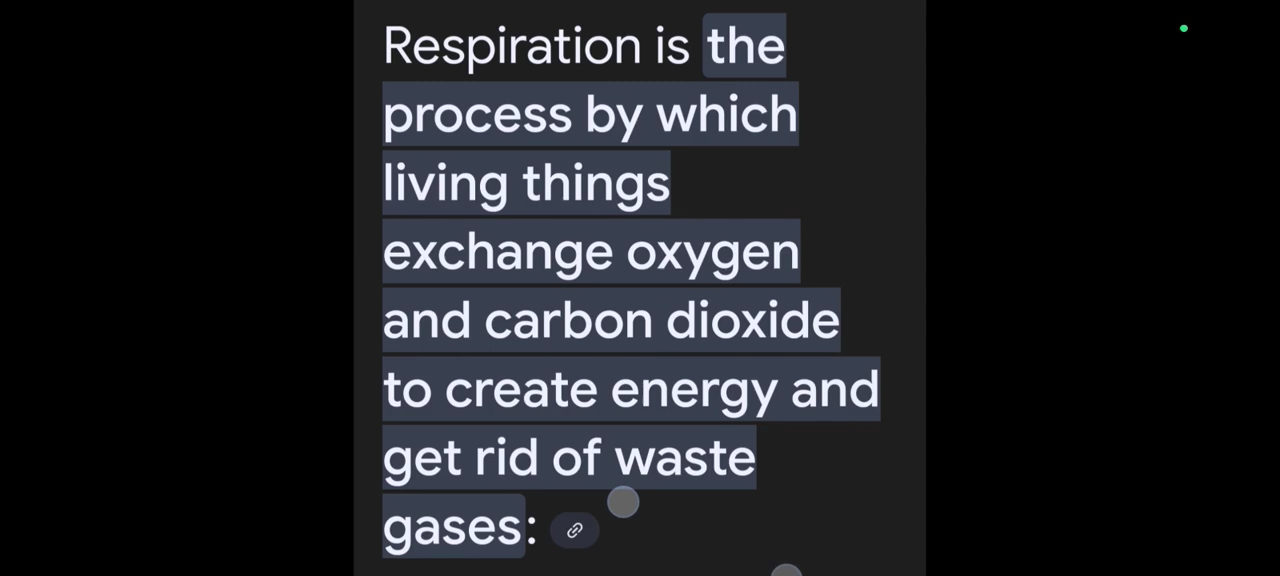 Respiration is the
process by which
living things
exchange oxygen
and carbon dioxide
to create energy and
get rid of waste
gases: